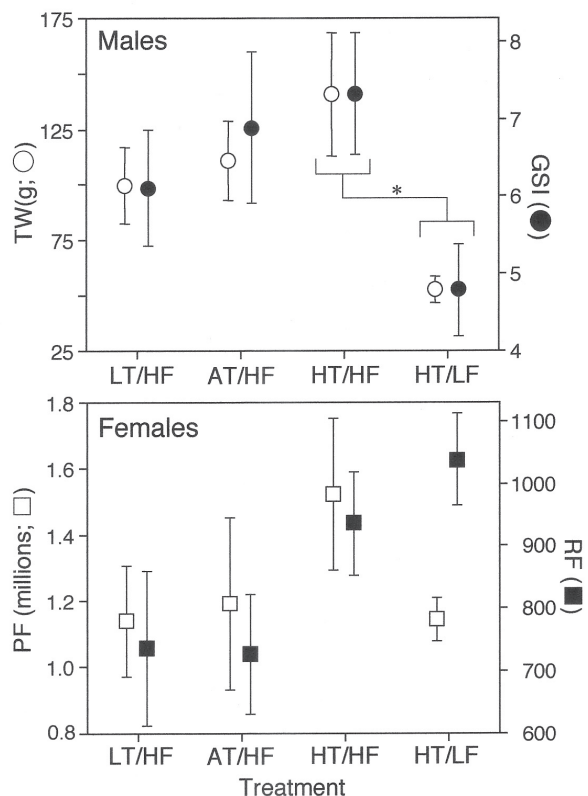 Males
175
125
75
25
TW(g; ○)
8
7
6
5
4
GSI (●)
*
LT/HF AT/HF HT/HF HT/LF
Females
1.8
1.6
1.4
1.2
1.0
0.8
PF (millions; □)
1100
1000
900
800
700
600
RF (■)
LT/HF AT/HF HT/HF HT/LF
Treatment